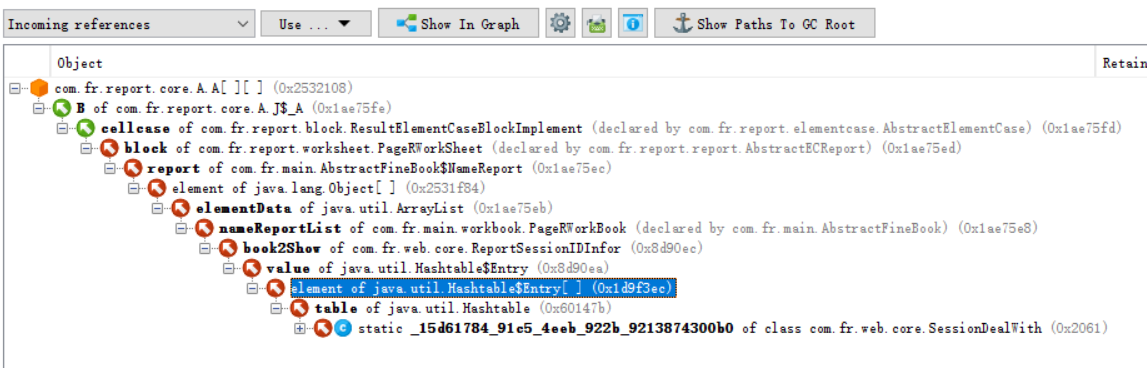 Incoming references Use ... Show In Graph Show Paths To GC Root
Object Retain
com.fr.report.core.A.A[ ][ ] (0x2532108)
B of com.fr.report.core.A.J$_A (0x1ae75fe)
cellcase of com.fr.report.block.ResultElementCaseBlockImplement (declared by com.fr.report.elementcase.AbstractElementCase) (0x1ae75fd)
block of com.fr.report.worksheet.PageRWorkSheet (declared by com.fr.report.report.AbstractECReport) (0x1ae75ed)
report of com.fr.main.AbstractFineBook$NameReport (0x1ae75ec)
element of java.lang.Object[ ] (0x2531f84)
elementData of java.util.ArrayList (0x1ae75eb)
nameReportList of com.fr.main.workbook.PageRWorkBook (declared by com.fr.main.AbstractFineBook) (0x1ae75e8)
book2Show of com.fr.web.core.ReportSessionIDInfor (0x8d90ec)
value of java.util.Hashtable$Entry (0x8d90ea)
element of java.util.Hashtable$Entry[ ] (0x1d9f3ec)
table of java.util.Hashtable (0x60147b)
static _15d61784_91c5_4eeb_922b_9213874300b0 of class com.fr.web.core.SessionDealWith (0x2061)